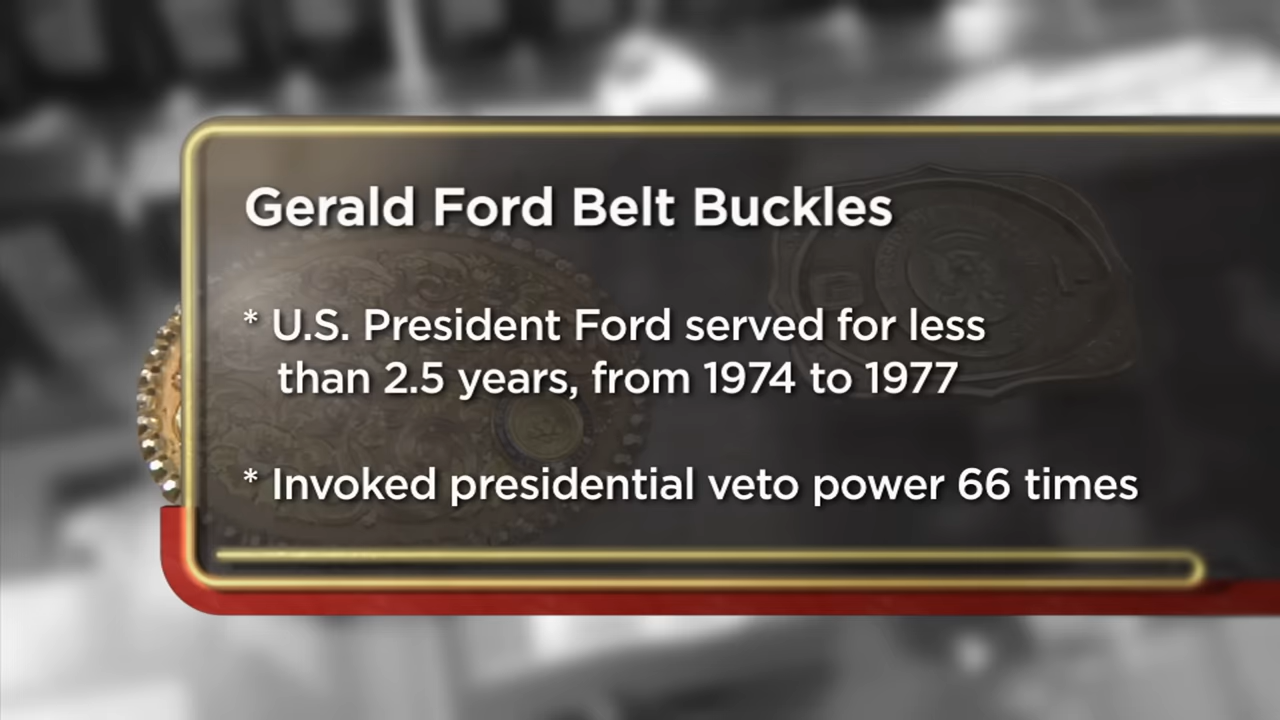 Gerald Ford Belt Buckles
* U.S. President Ford served for less
than 2.5 years, from 1974 to 1977
* Invoked presidential veto power 66 times